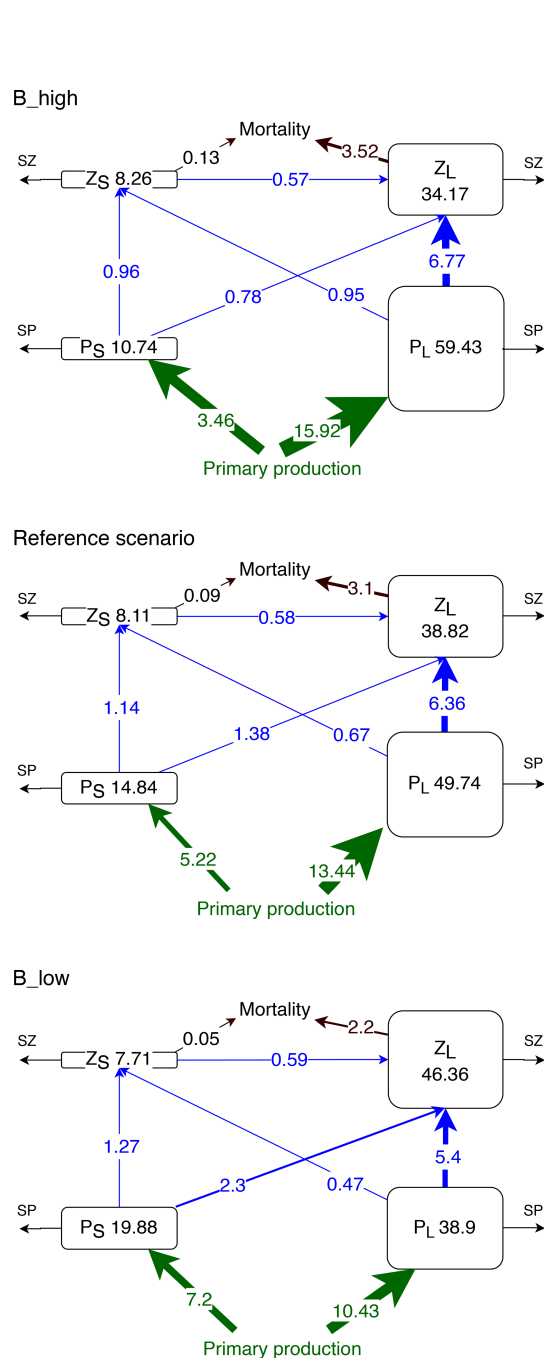 B_high
Mortality
SZ
0.13
3.52
SZ
ZS 8.26
0.57
ZL
34.17
0.96
6.77
0.78
0.95
SP
PS 10.74
PL 59.43
SP
3.46
15.92
Primary production
Reference scenario
Mortality
SZ
0.09
3.1
SZ
ZS 8.11
0.58
ZL
38.82
1.14
6.36
1.38
0.67
SP
PS 14.84
PL 49.74
SP
5.22
13.44
Primary production
B_low
Mortality
SZ
0.05
2.2
SZ
ZS 7.71
0.59
ZL
46.36
1.27
5.4
2.3
0.47
SP
PS 19.88
PL 38.9
SP
7.2
10.43
Primary production